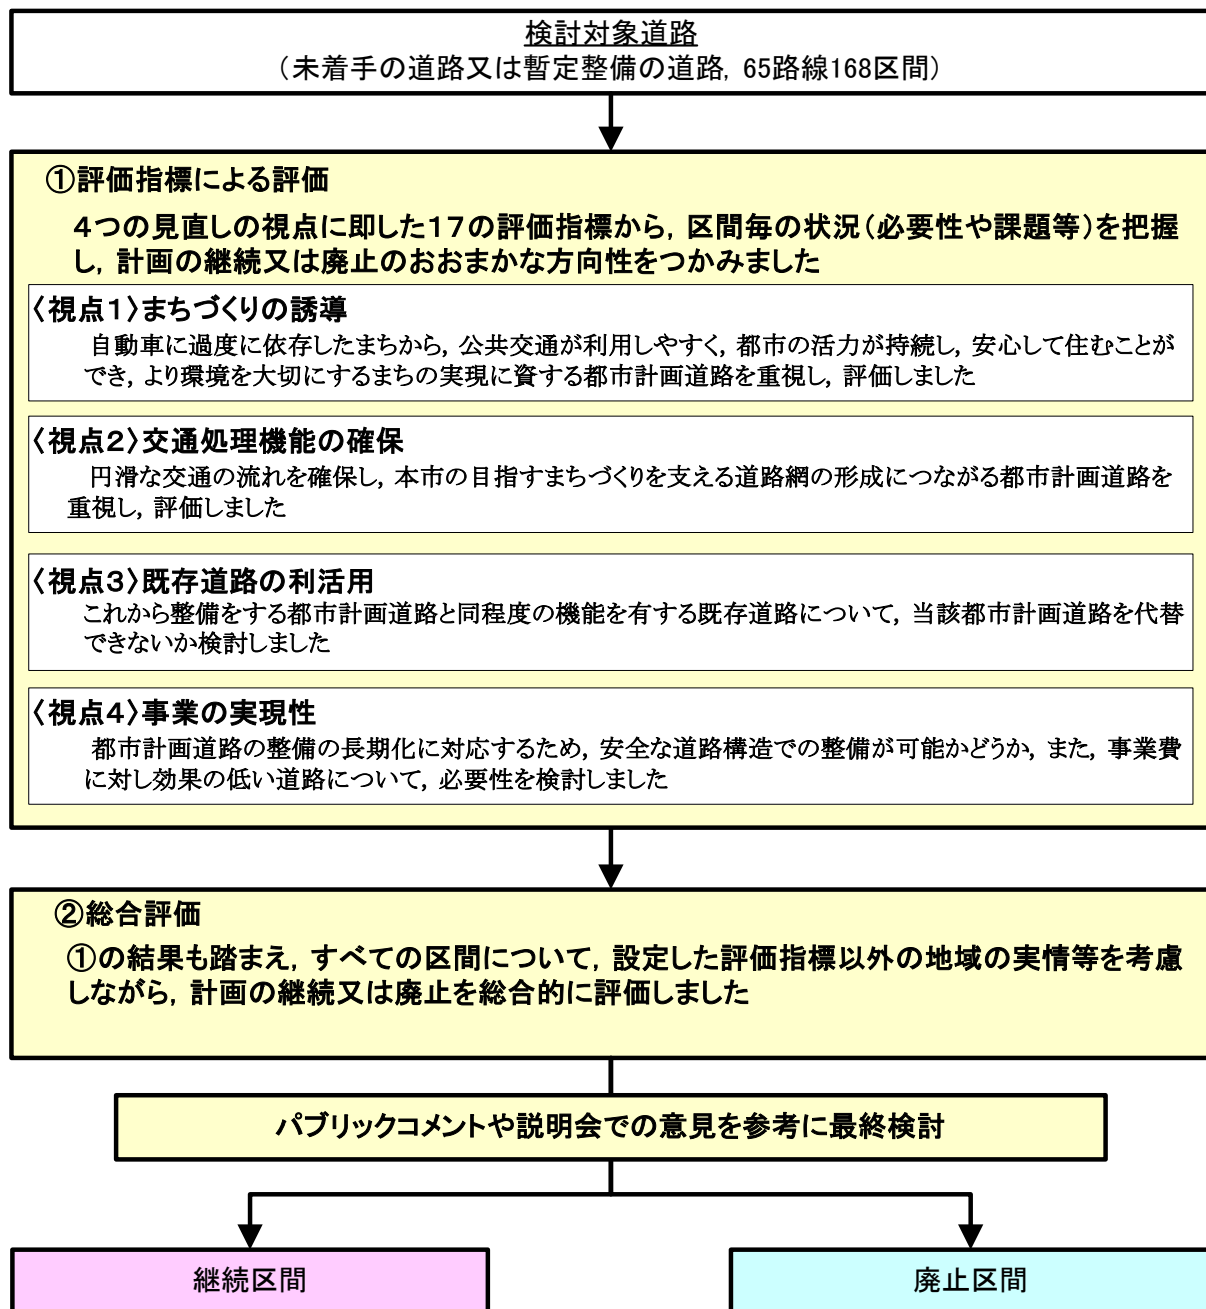 検討対象道路
（未着手の道路又は暫定整備の道路，65路線168区間）
①評価指標による評価
４つの見直しの視点に即した１７の評価指標から，区間毎の状況（必要性や課題等）を把握
し，計画の継続又は廃止のおおまかな方向性をつかみました
〈視点１〉まちづくりの誘導
自動車に過度に依存したまちから，公共交通が利用しやすく，都市の活力が持続し，安心して住むことが
でき，より環境を大切にするまちの実現に資する都市計画道路を重視し，評価しました
〈視点２〉交通処理機能の確保
円滑な交通の流れを確保し，本市の目指すまちづくりを支える道路網の形成につながる都市計画道路を
重視し，評価しました
〈視点３〉既存道路の利活用
これから整備をする都市計画道路と同程度の機能を有する既存道路について，当該都市計画道路を代替
できないか検討しました
〈視点４〉事業の実現性
都市計画道路の整備の長期化に対応するため，安全な道路構造での整備が可能かどうか，また，事業費
に対し効果の低い道路について，必要性を検討しました
②総合評価
①の結果も踏まえ，すべての区間について，設定した評価指標以外の地域の実情等を考慮
しながら，計画の継続又は廃止を総合的に評価しました
パブリックコメントや説明会での意見を参考に最終検討
継続区間
廃止区間